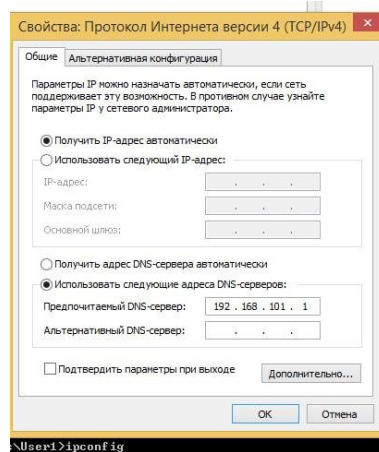 Свойства: Протокол Интернета версии 4 (TCP/IPv4)
Общие
Альтернативная конфигурация
Параметры IP можно назначать автоматически, если сеть
поддерживает эту возможность. В противном случае узнайте
параметры IP у сетевого администратора.
Получить IP-адрес автоматически
Использовать следующий IP-адрес:
IP-адрес:
Маска подсети:
Основной шлюз:
Получить адрес DNS-сервера автоматически
Использовать следующие адреса DNS-серверов:
Предпочитаемый DNS-сервер: 192 . 168 . 101 . 1
Альтернативный DNS-сервер:
Подтвердить параметры при выходе
Дополнительно...
ОК Отмена
\User1>ipconfig